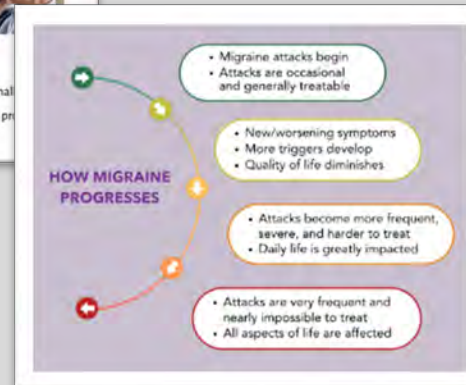 HOW MIGRAINE
PROGRESSES
• Migraine attacks begin
• Attacks are occasional
and generally treatable
• New/worsening symptoms
• More triggers develop
• Quality of life diminishes
• Attacks become more frequent,
severe, and harder to treat
• Daily life is greatly impacted
• Attacks are very frequent and
nearly impossible to treat
• All aspects of life are affected